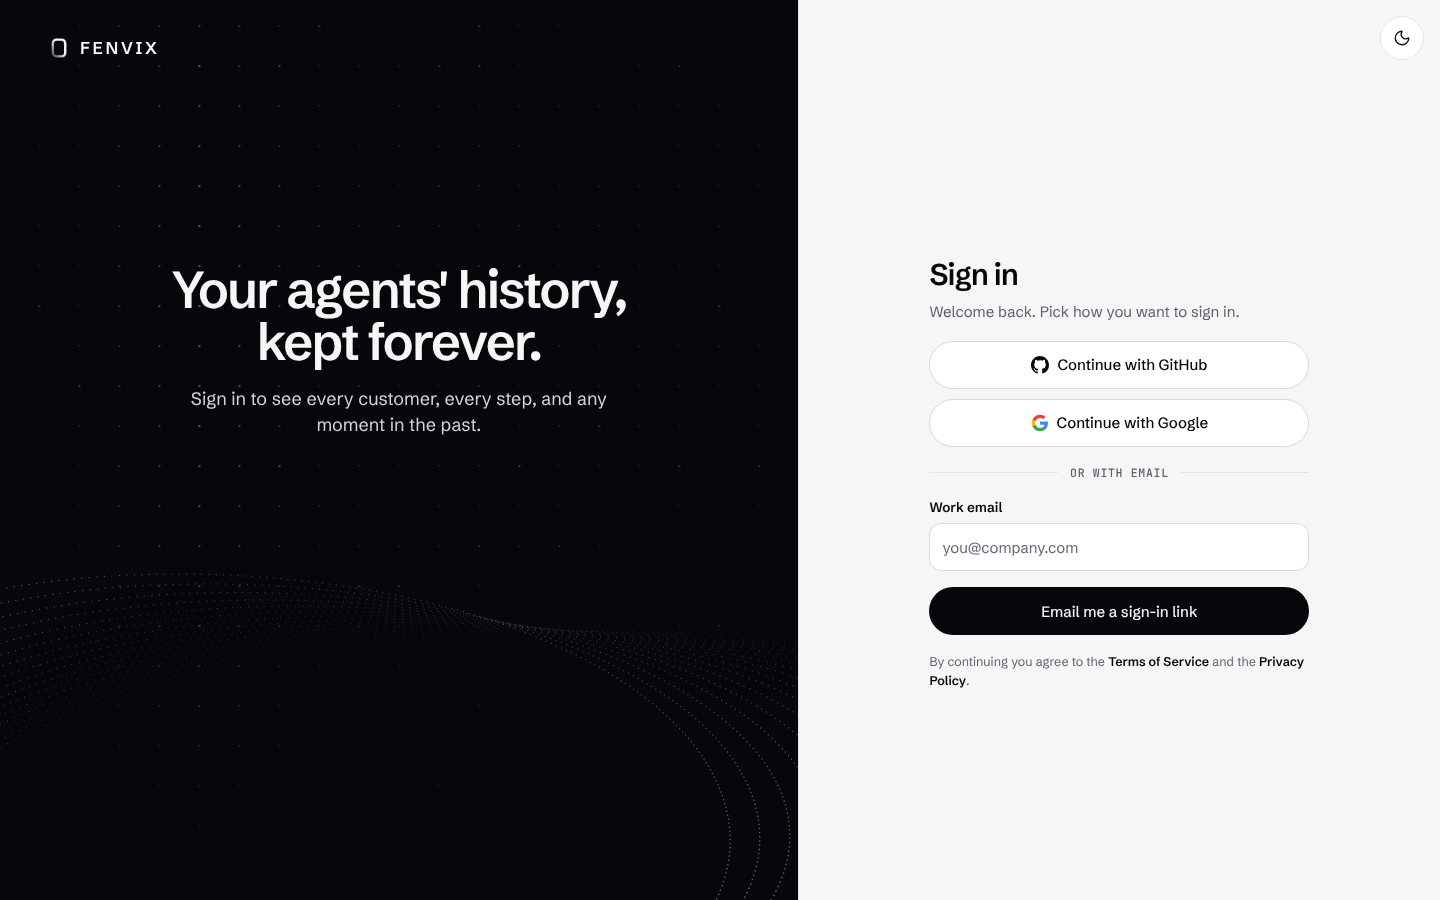 FENVIX
Your agents' history,
kept forever.
Sign in to see every customer, every step, and any
moment in the past.
Sign in
Welcome back. Pick how you want to sign in.
Continue with GitHub
Continue with Google
OR WITH EMAIL
Work email
you@company.com
Email me a sign-in link
By continuing you agree to the Terms of Service and the Privacy
Policy.